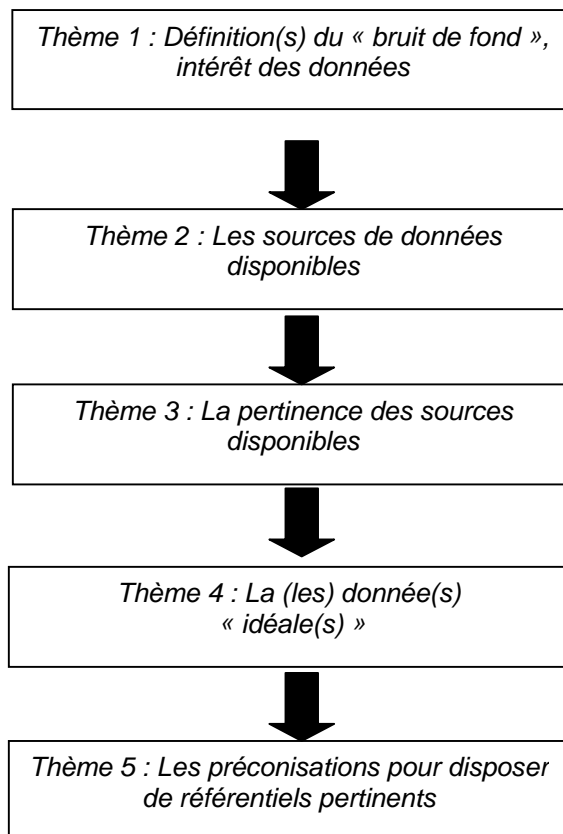 Thème 1 : Définition(s) du « bruit de fond »,
intérêt des données
Thème 2 : Les sources de données
disponibles
Thème 3 : La pertinence des sources
disponibles
Thème 4 : La (les) donnée(s)
« idéale(s) »
Thème 5 : Les préconisations pour disposer
de référentiels pertinents